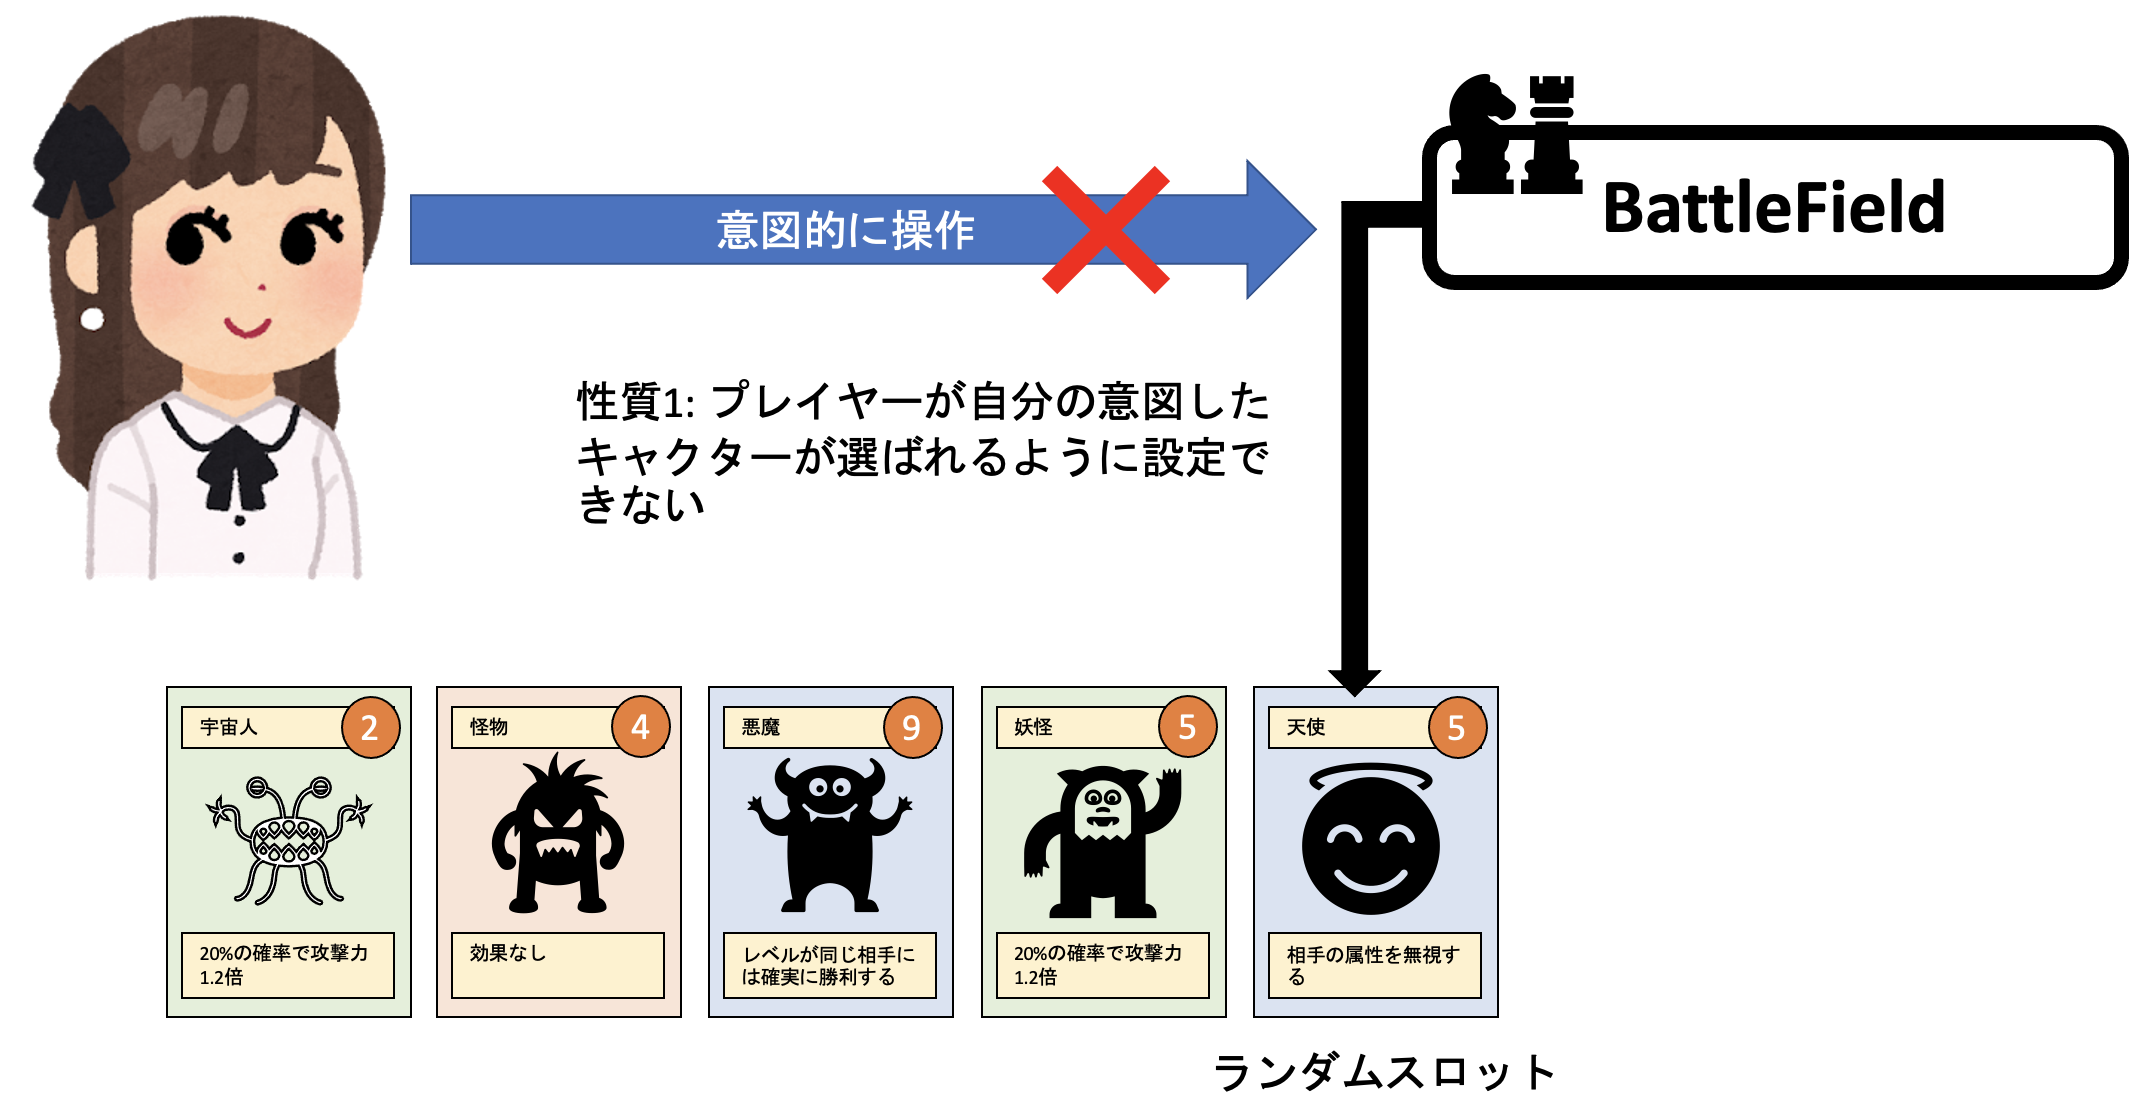 意図的に操作
BattleField
性質1: プレイヤーが自分の意図した
キャクターが選ばれるように設定で
きない
宇宙人
2
20%の確率で攻撃力
1.2倍
怪物
4
効果なし
悪魔
9
レベルが同じ相手に
は確実に勝利する
妖怪
5
20%の確率で攻撃力
1.2倍
天使
5
相手の属性を無視す
る
ランダムスロット